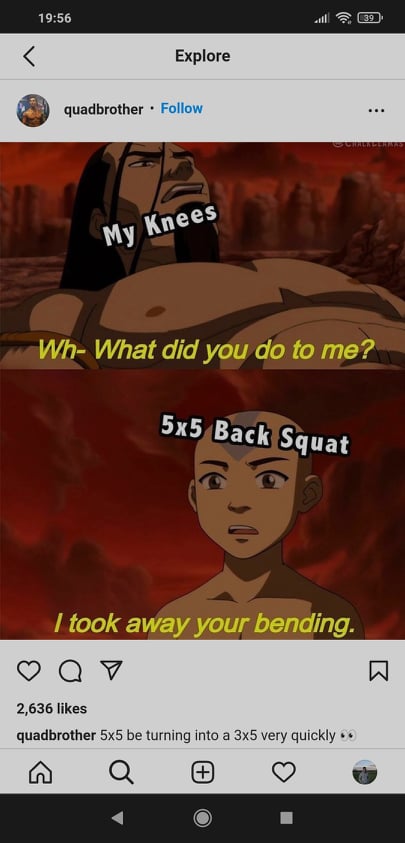 19:56
39
Explore
quadbrother • Follow
My Knees
Wh- What did you do to me?
5x5 Back Squat
I took away your bending.
2,636 likes
quadbrother 5x5 be turning into a 3x5 very quickly 👀